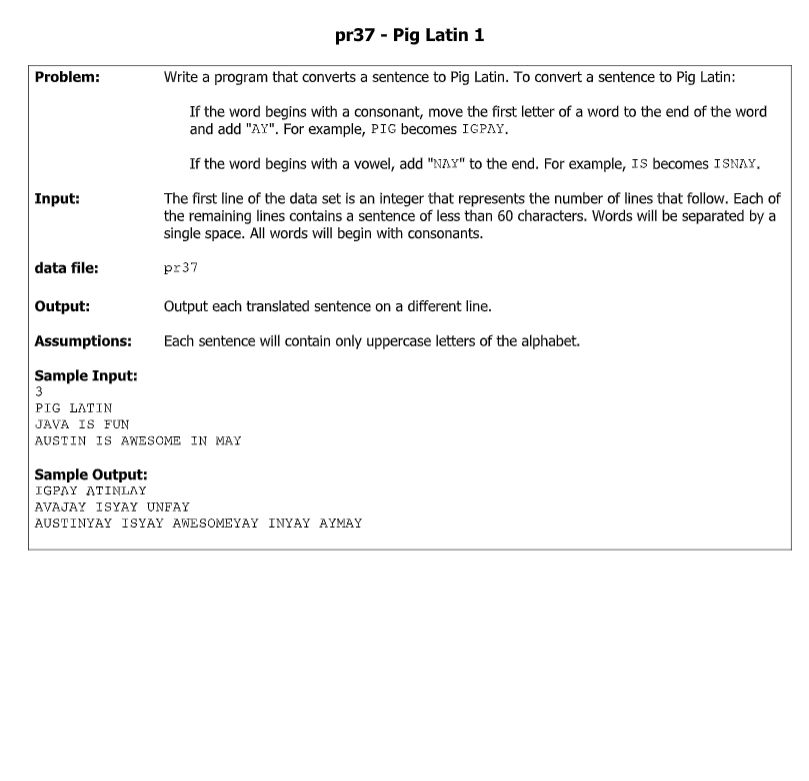 pr37 - Pig Latin 1
Problem: Write a program that converts a sentence to Pig Latin. To convert a sentence to Pig Latin:
If the word begins with a consonant, move the first letter of a word to the end of the word
and add "AY". For example, PIG becomes IGPAY.
If the word begins with a vowel, add "NAY" to the end. For example, IS becomes ISNAY.
Input: The first line of the data set is an integer that represents the number of lines that follow. Each of
the remaining lines contains a sentence of less than 60 characters. Words will be separated by a
single space. All words will begin with consonants.
data file: pr37
Output: Output each translated sentence on a different line.
Assumptions: Each sentence will contain only uppercase letters of the alphabet.
Sample Input:
3
PIG LATIN
JAVA IS FUN
AUSTIN IS AWESOME IN MAY
Sample Output:
IGPAY ATINLAY
AVAJAY ISYAY UNFAY
AUSTINYAY ISYAY AWESOMEYAY INYAY AYMAY